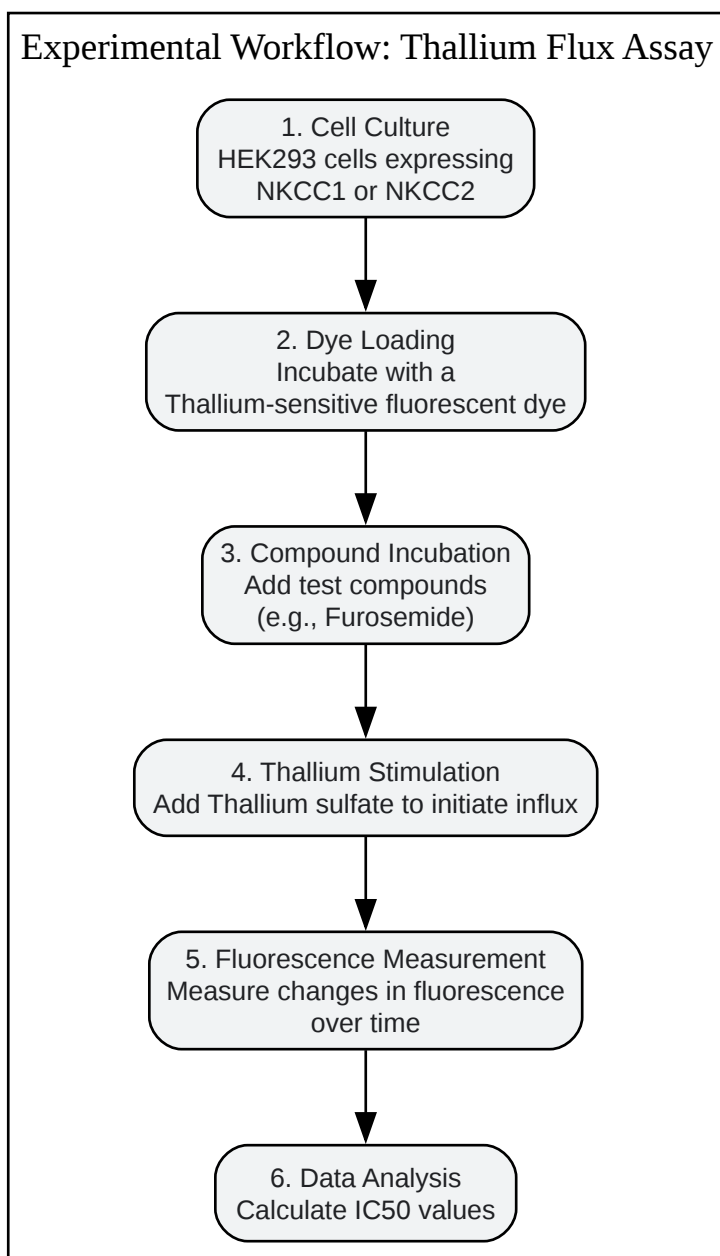 Experimental Workflow: Thallium Flux Assay
1. Cell Culture
HEK293 cells expressing
NKCC1 or NKCC2
2. Dye Loading
Incubate with a
Thallium-sensitive fluorescent dye
3. Compound Incubation
Add test compounds
(e.g., Furosemide)
4. Thallium Stimulation
Add Thallium sulfate to initiate influx
5. Fluorescence Measurement
Measure changes in fluorescence
over time
6. Data Analysis
Calculate IC50 values